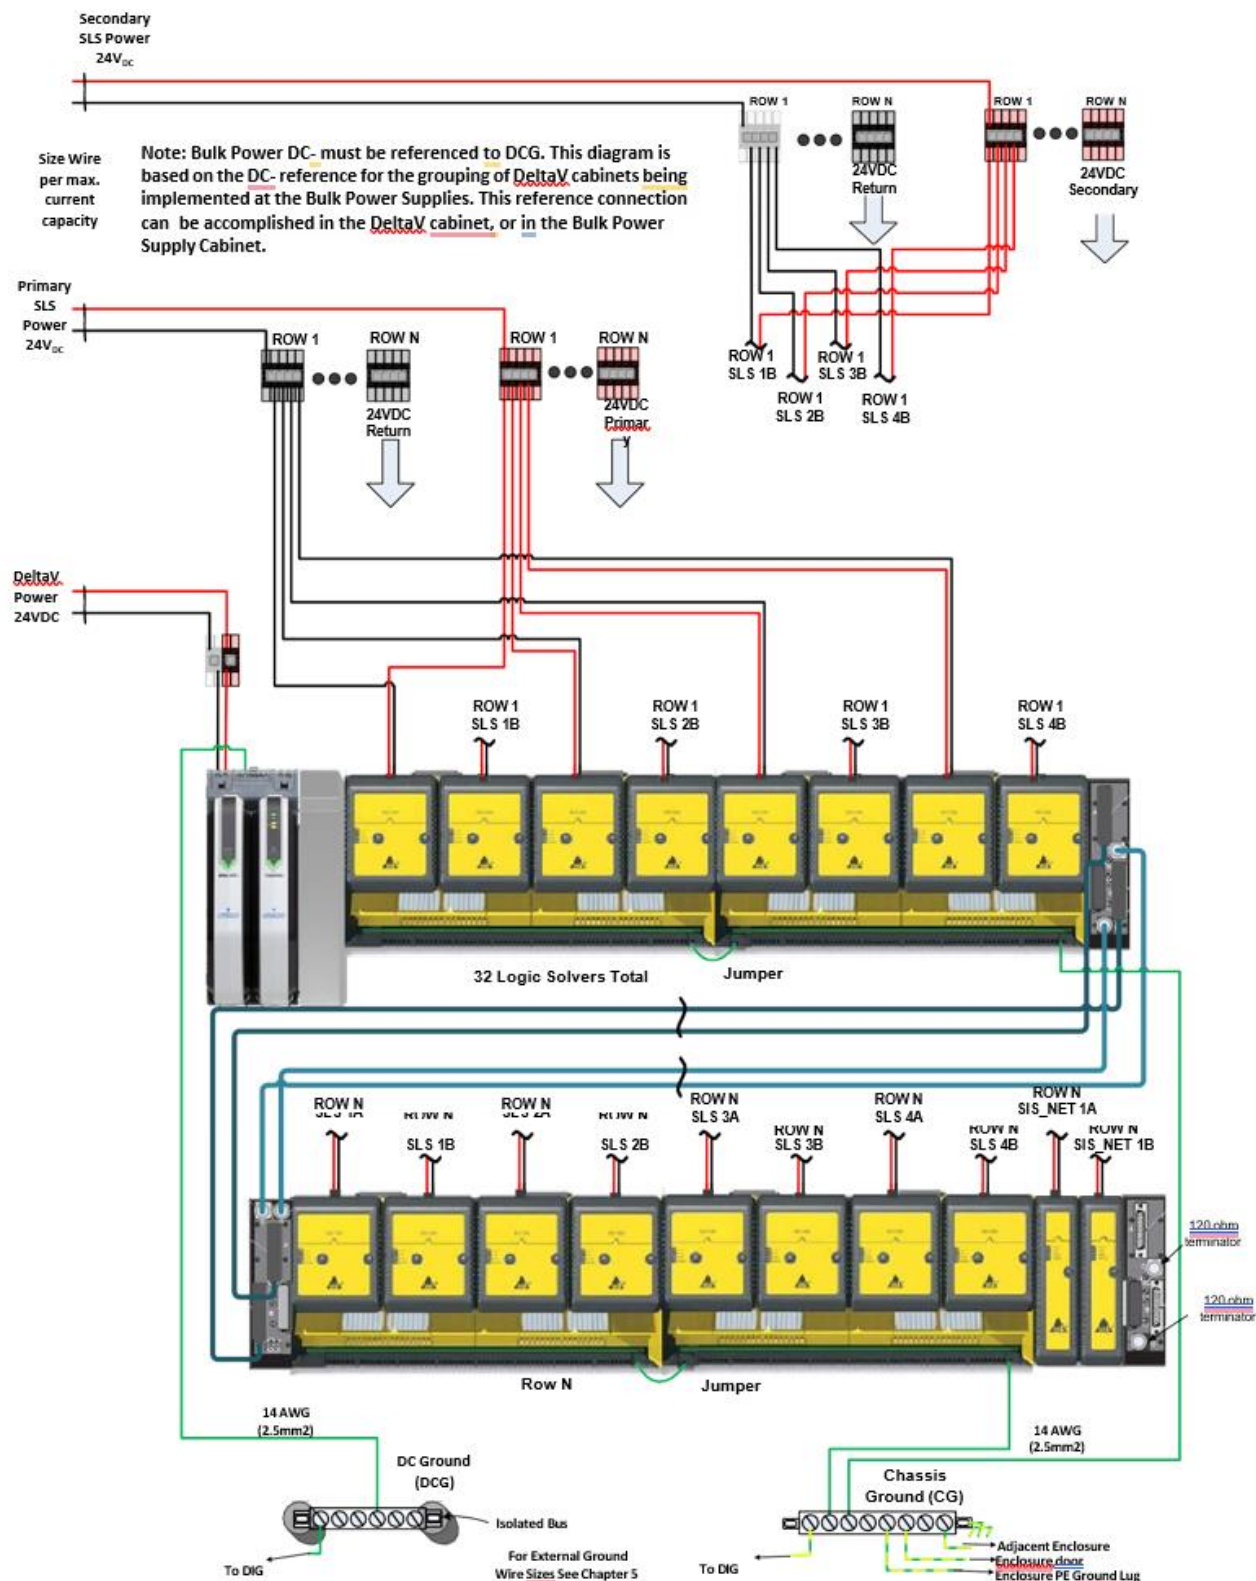 Secondary
SLS Power
24VDC
ROW 1
ROW N
ROW 1
ROW N
Size Wire
per max.
current
capacity
Note: Bulk Power DC- must be referenced to DCG. This diagram is
based on the DC- reference for the grouping of DeltaV cabinets being
implemented at the Bulk Power Supplies. This reference connection
can be accomplished in the DeltaV cabinet, or in the Bulk Power
Supply Cabinet.
24VDC
Return
24VDC
Secondary
Primary
SLS
Power
24VDC
ROW 1
ROW N
ROW 1
ROW N
24VDC
Return
24VDC
Primar
y
ROW 1
SLS 1B
ROW 1
SLS 2B
ROW 1
SLS 3B
ROW 1
SLS 4B
DeltaV
Power
24VDC
ROW 1
SLS 1B
ROW 1
SLS 2B
ROW 1
SLS 3B
ROW 1
SLS 4B
32 Logic Solvers Total
Jumper
ROW N
SLS 1A
ROW N
SLS 1B
ROW N
SLS 2A
ROW N
SLS 2B
ROW N
SLS 3A
ROW N
SLS 3B
ROW N
SLS 4A
ROW N
SLS 4B
ROW N
SIS_NET 1A
ROW N
SIS_NET 1B
120 ohm
terminator
120 ohm
terminator
Row N
Jumper
14 AWG
(2.5mm2)
14 AWG
(2.5mm2)
DC Ground
(DCG)
Chassis
Ground (CG)
Isolated Bus
To DIG
For External Ground
Wire Sizes See Chapter 5
To DIG
Adjacent Enclosure
Enclosure door
Enclosure PE Ground Lug